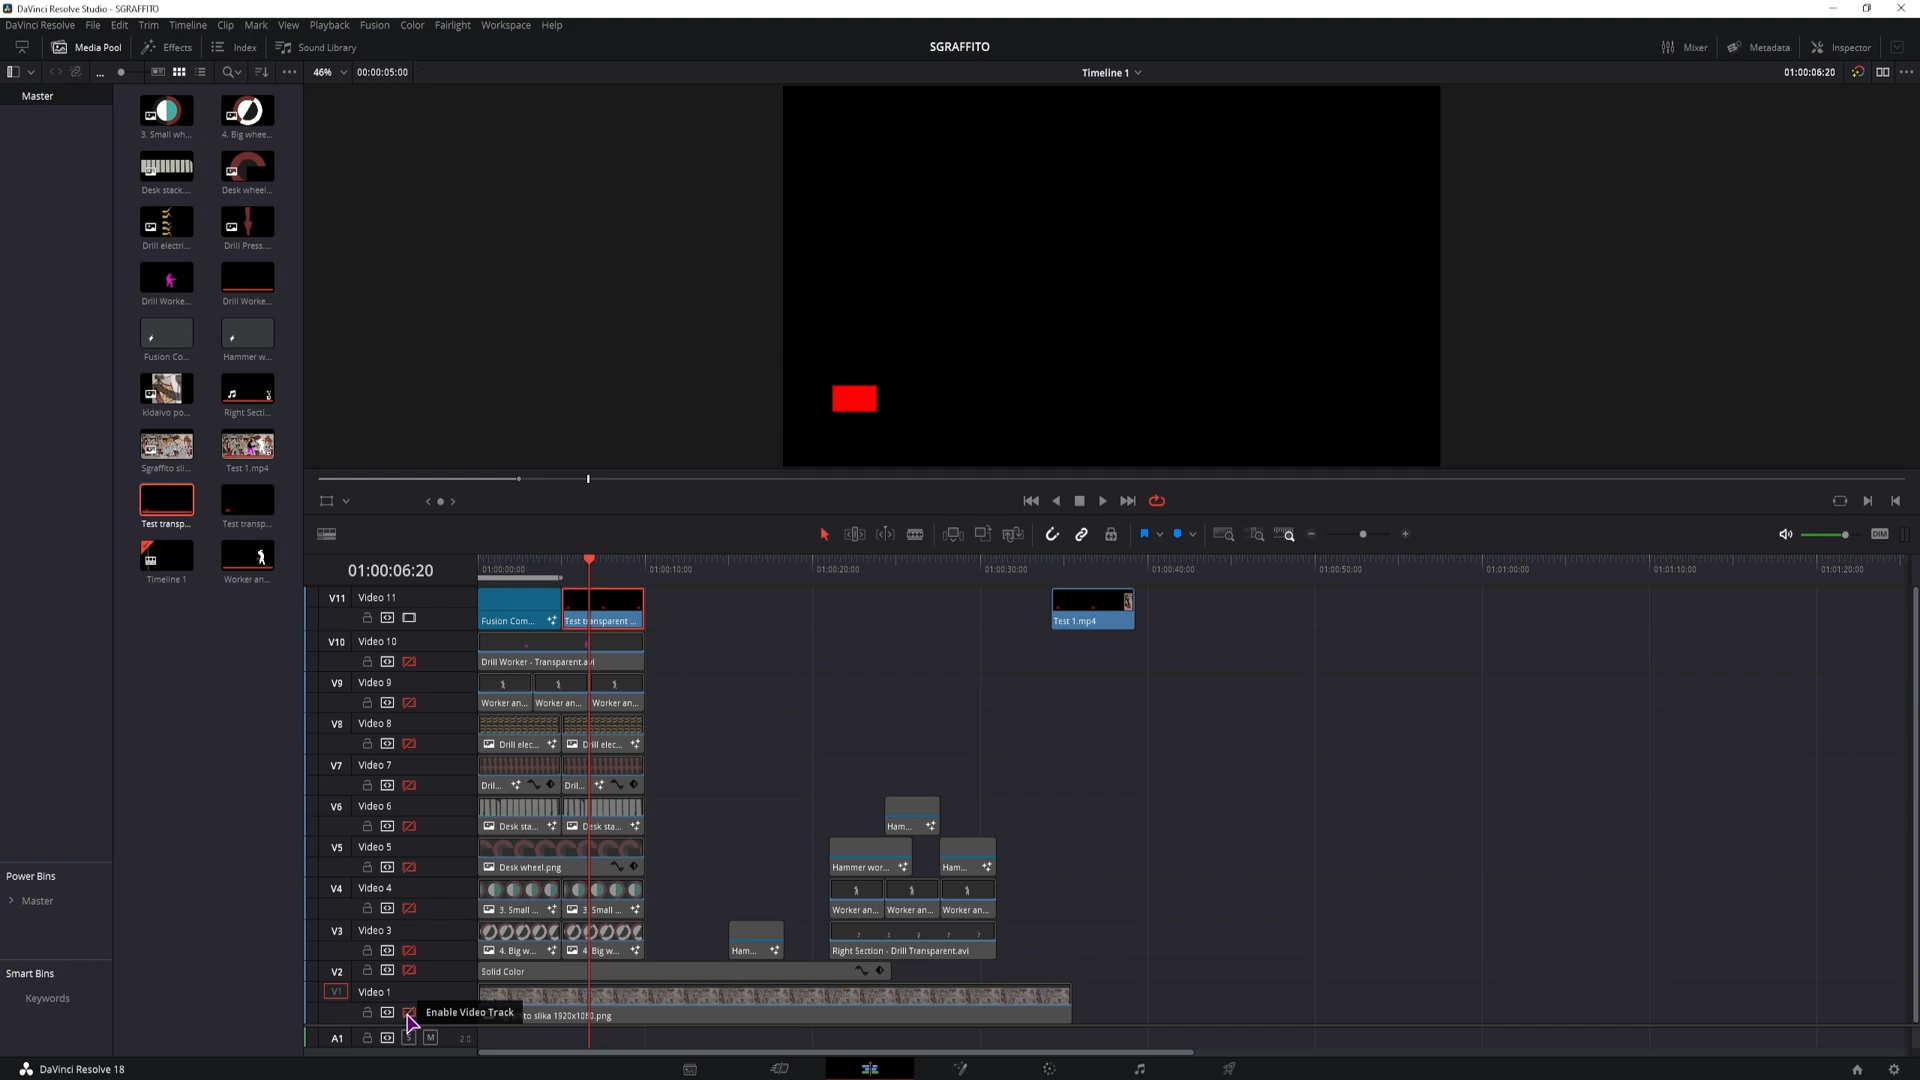 DaVinci Resolve Studio - SGRAFFITO
DaVinci Resolve File Edit Trim Timeline Clip Mark View Playback Fusion Color Fairlight Workspace Help
Media Pool Effects Index Sound Library SGRAFFITO Mixer Metadata Inspector
46% 00:00:05:00 Timeline 1 01:00:06:20
Master
3. Small wh... 4. Big whee...
Desk stack.... Desk wheel...
Drill electri... Drill Press....
Drill Worke... Drill Worke...
Fusion Co... Hammer w...
kidaivo po... Right Secti...
Sgraffito sli... Test 1.mp4
Test transp... Test transp...
Timeline 1 Worker an...
Power Bins
Master
Smart Bins
Keywords
DIM
01:00:06:20
01:00:00:00 01:00:10:00 01:00:20:00 01:00:30:00 01:00:40:00 01:00:50:00 01:01:00:00 01:01:10:00 01:01:20:00
V11 Video 11
Fusion Com... Test transparent ... Test 1.mp4
V10 Video 10
Drill Worker - Transparent.avi
V9 Video 9
Worker an... Worker an... Worker an...
V8 Video 8
Drill elec... Drill elec...
V7 Video 7
Dril... Dril...
V6 Video 6
Desk sta... Desk sta... Ham...
V5 Video 5
Desk wheel.png Hammer wor... Ham...
V4 Video 4
3. Small ... 3. Small ... Worker an... Worker an... Worker an...
V3 Video 3
4. Big w... 4. Big w... Ham... Right Section - Drill Transparent.avi
V2 Solid Color
V1 Video 1
Enable Video Track
to slika 1920x1080.png
A1 S M 2.0
DaVinci Resolve 18